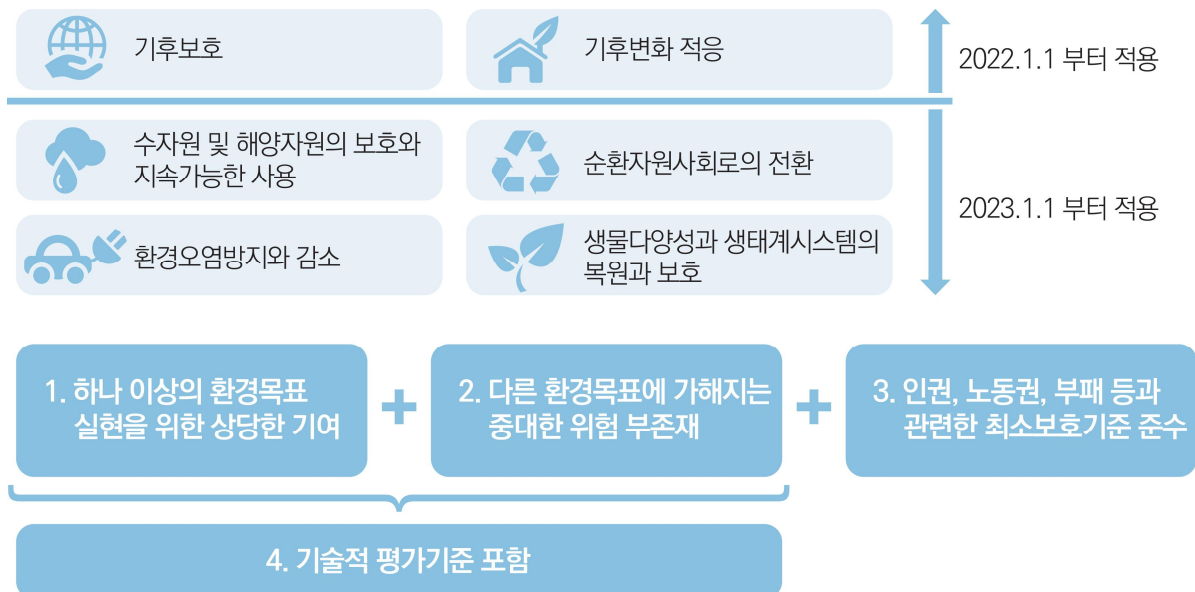 기후보호
기후변화 적응
2022.1.1 부터 적용
수자원 및 해양자원의 보호와
지속가능한 사용
순환자원사회로의 전환
2023.1.1 부터 적용
환경오염방지와 감소
생물다양성과 생태계시스템의
복원과 보호
1. 하나 이상의 환경목표
실현을 위한 상당한 기여
+
2. 다른 환경목표에 가해지는
중대한 위험 부존재
+
3. 인권, 노동권, 부패 등과
관련한 최소보호기준 준수
4. 기술적 평가기준 포함